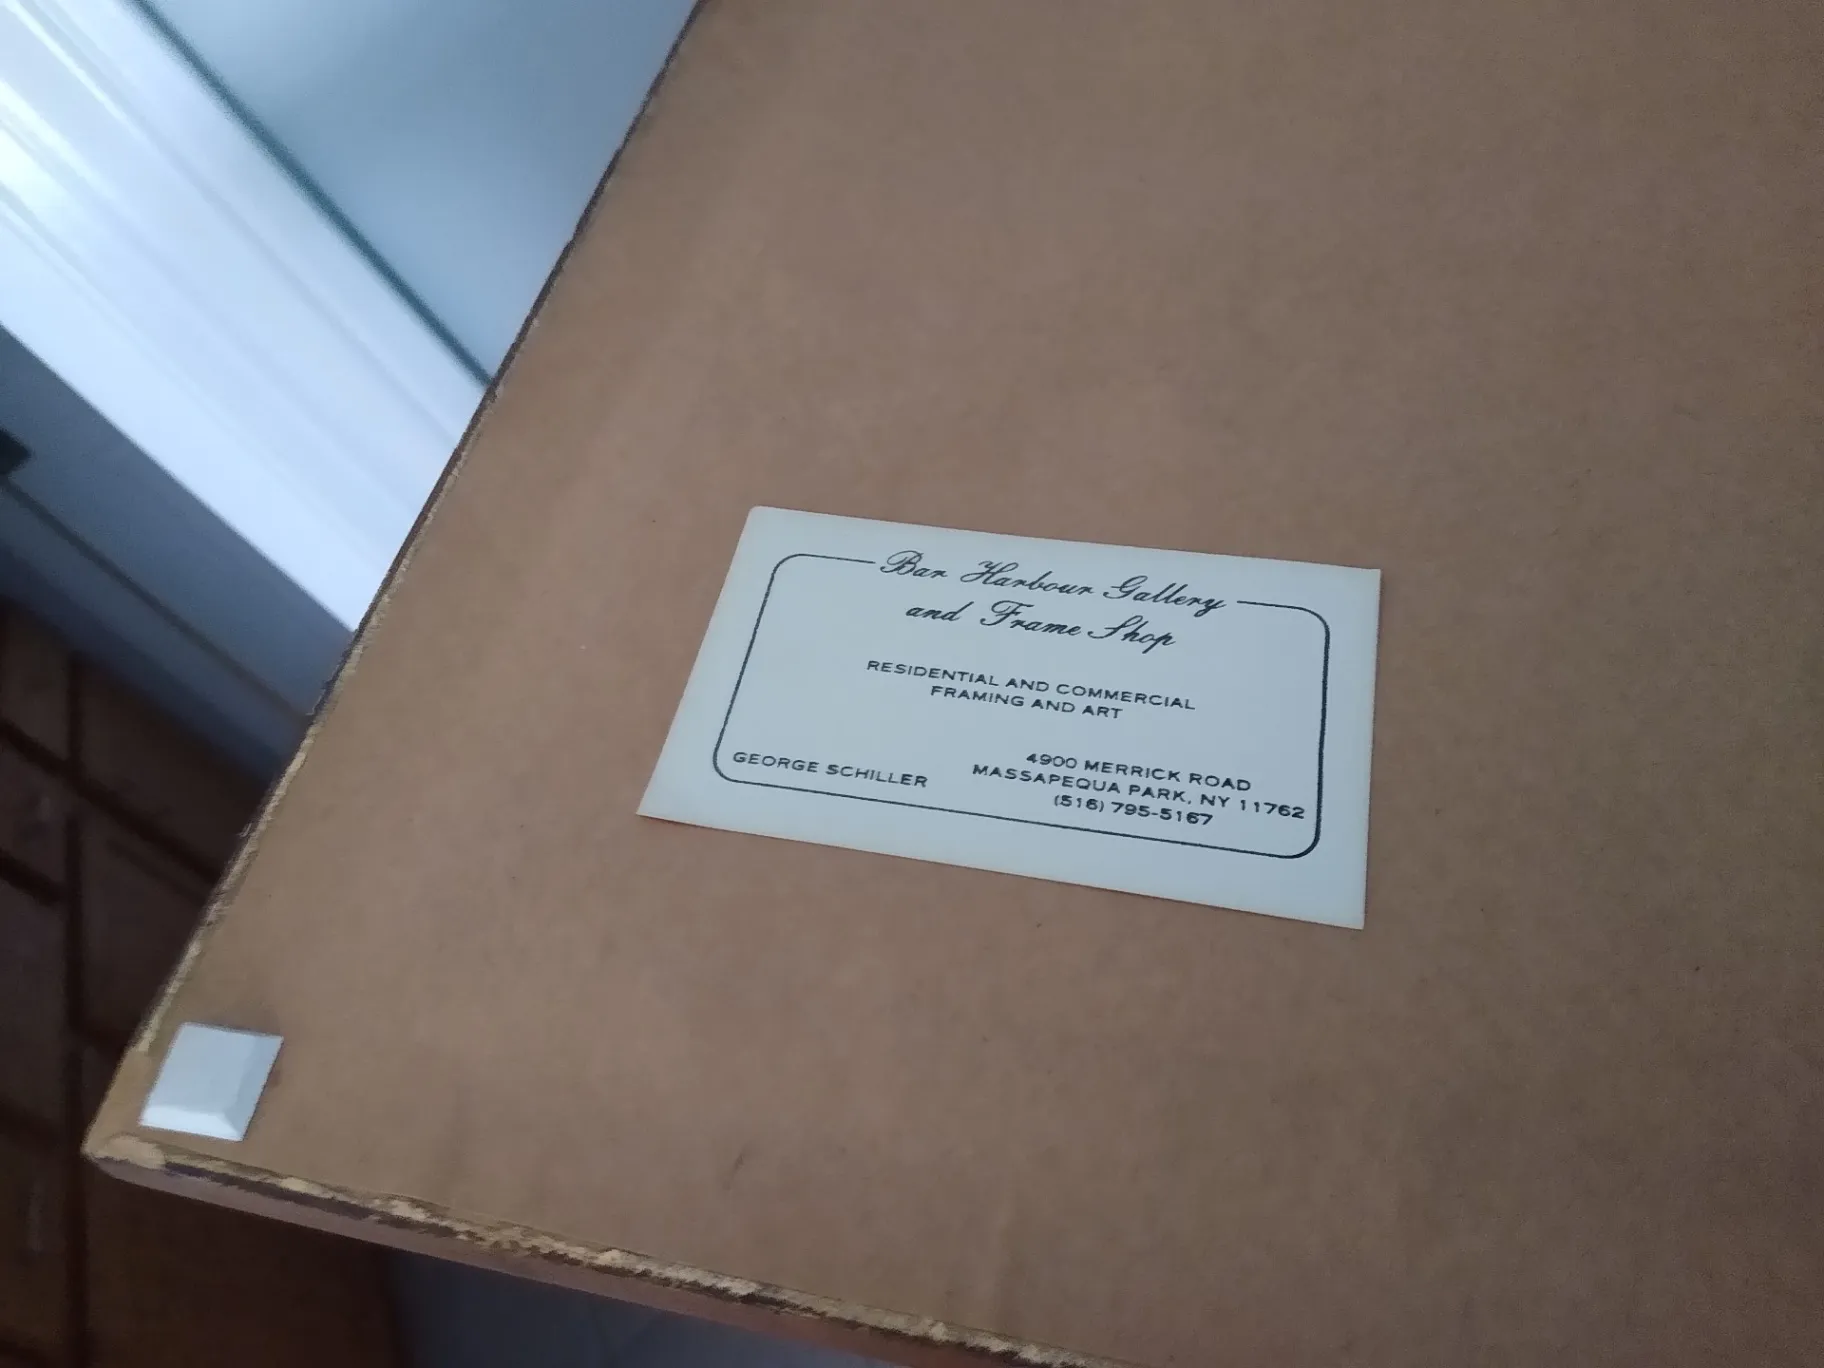 Bar Harbour Gallery
and Frame Shop
RESIDENTIAL AND COMMERCIAL
FRAMING AND ART
GEORGE SCHILLER
4900 MERRICK ROAD
MASSAPEQUA PARK, NY 11762
(516) 795-5167